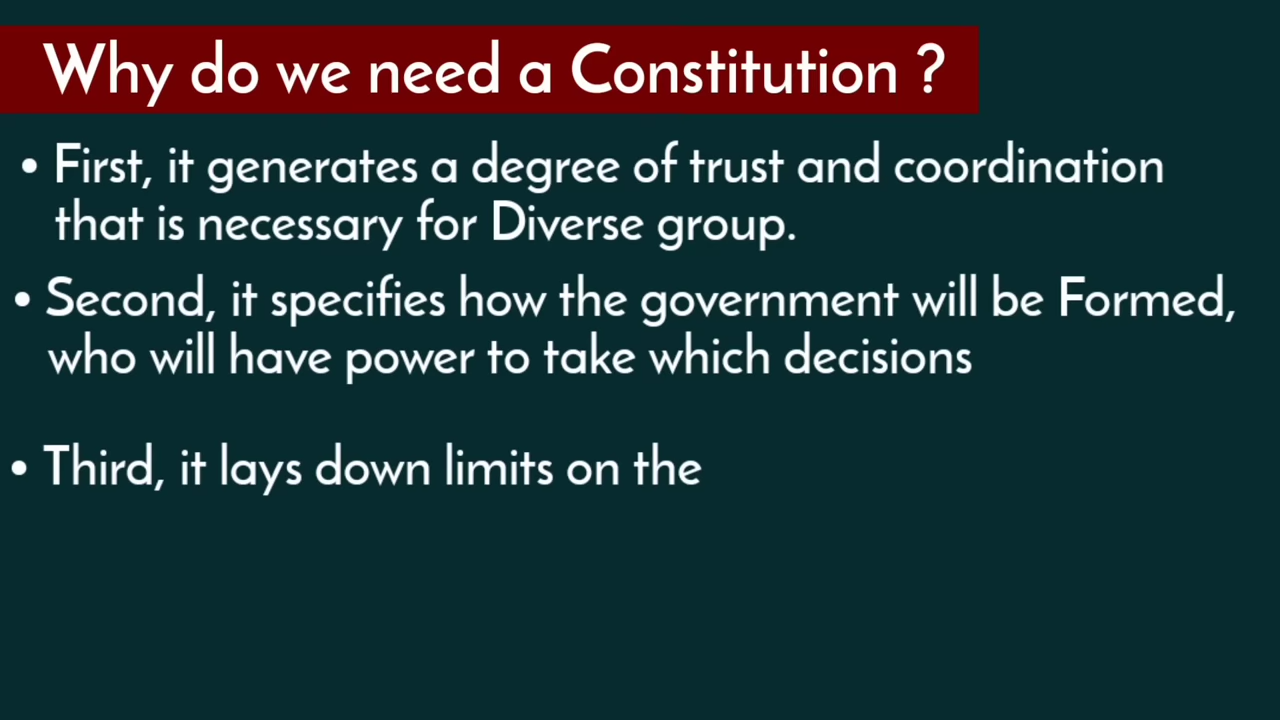 Why do we need a Constitution ?
• First, it generates a degree of trust and coordination
that is necessary for Diverse group.
• Second, it specifies how the government will be Formed,
who will have power to take which decisions
• Third, it lays down limits on the